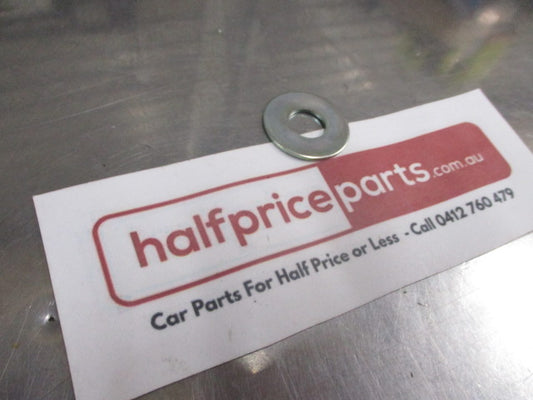 halfpriceparts.com.au
Car Parts For Half Price or Less - Call 0412 760 479